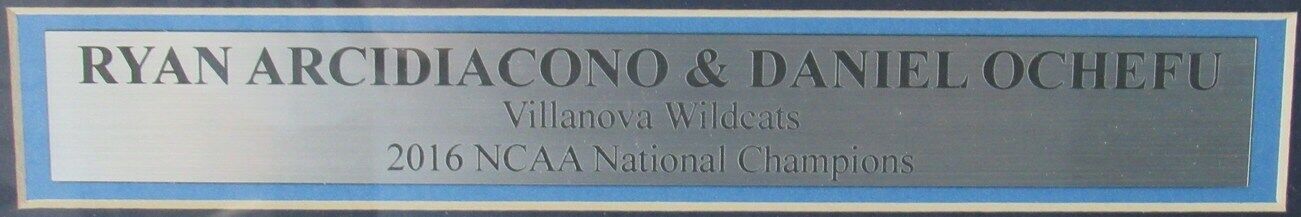 RYAN ARCIDIACONO & DANIEL OCHEFU
Villanova Wildcats
2016 NCAA National Champions